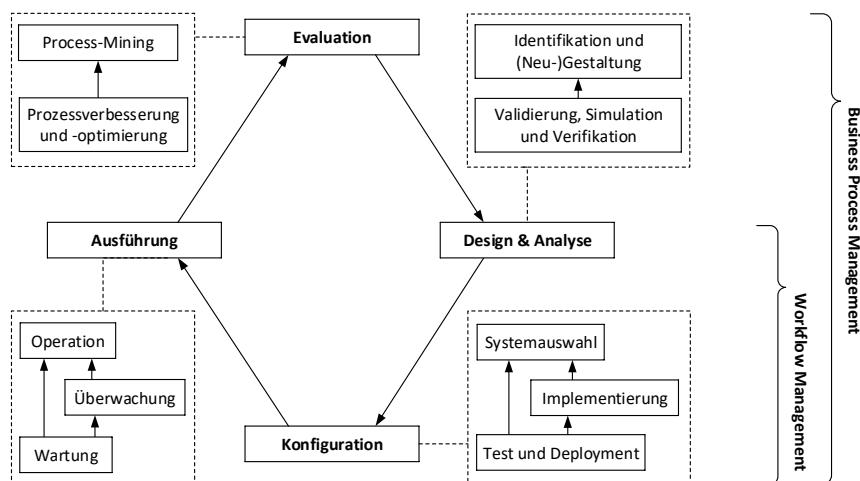 Process-Mining
Prozessverbesserung
und -optimierung
Evaluation
Identifikation und
(Neu-)Gestaltung
Validierung, Simulation
und Verifikation
Ausführung
Design & Analyse
Operation
Überwachung
Wartung
Konfiguration
Systemauswahl
Implementierung
Test und Deployment
Workflow Management
Business Process Management